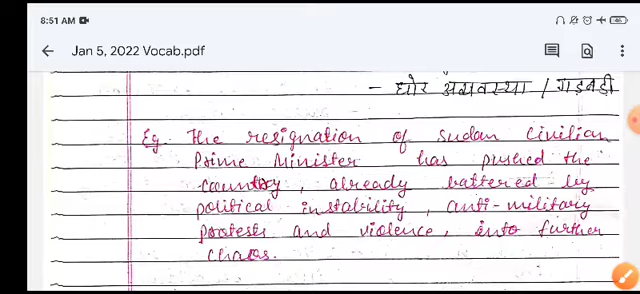 8:51 AM
46
Jan 5, 2022 Vocab.pdf
- घोर अव्यवस्था / गड़बड़ी
Eg. The resignation of Sudan Civilian
Prime Minister has pushed the
country, already battered by
political instability, anti-military
protests and violence, into further
chaos.